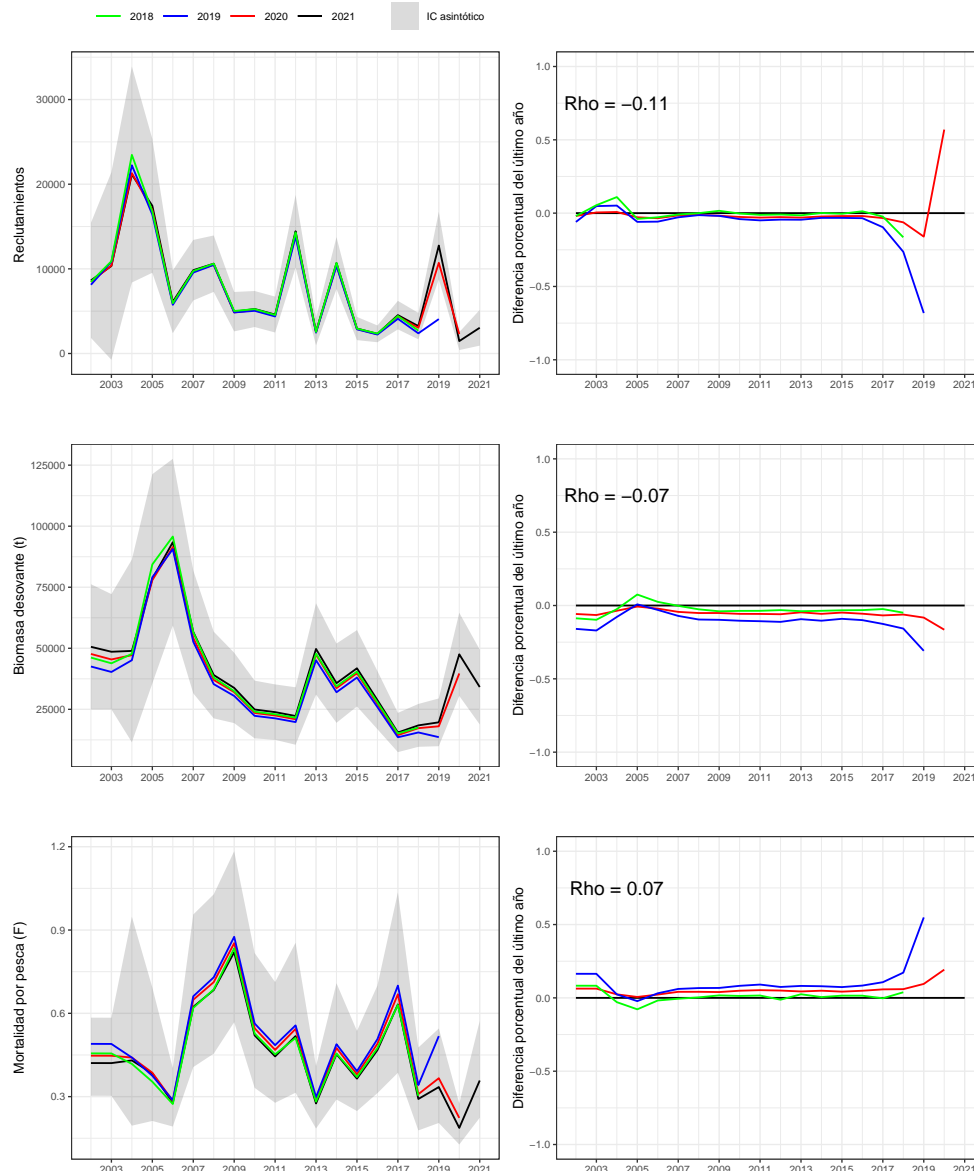 2018 2019 2020 2021 IC asintótico
Reclutamientos
30000
20000
10000
0
2003 2005 2007 2009 2011 2013 2015 2017 2019 2021
Diferencia porcentual del último año
1.0
0.5
0.0
−0.5
−1.0
Rho = −0.11
2003 2005 2007 2009 2011 2013 2015 2017 2019 2021
Biomasa desovante (t)
125000
100000
75000
50000
25000
2003 2005 2007 2009 2011 2013 2015 2017 2019 2021
Diferencia porcentual del último año
1.0
0.5
0.0
−0.5
−1.0
Rho = −0.07
2003 2005 2007 2009 2011 2013 2015 2017 2019 2021
Mortalidad por pesca (F)
1.2
0.9
0.6
0.3
2003 2005 2007 2009 2011 2013 2015 2017 2019 2021
Diferencia porcentual del último año
1.0
0.5
0.0
−0.5
−1.0
Rho = 0.07
2003 2005 2007 2009 2011 2013 2015 2017 2019 2021